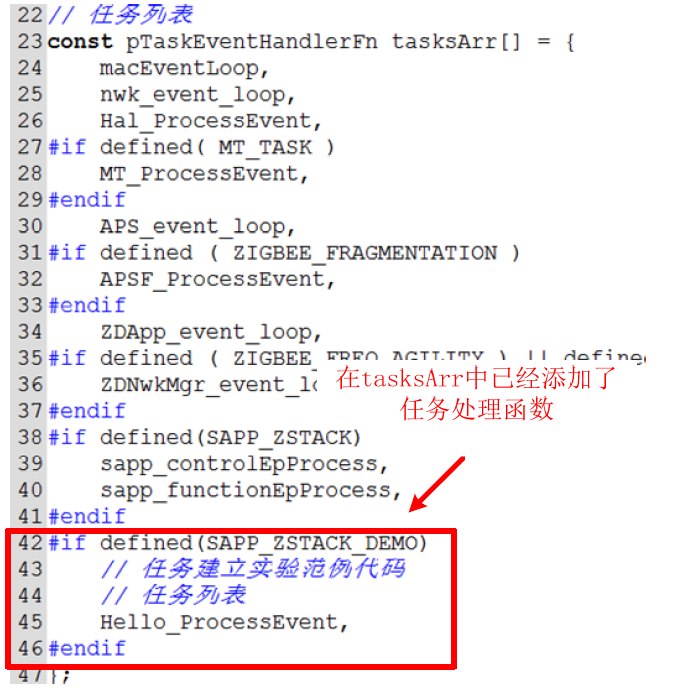 22 // 任务列表
23 const pTaskEventHandlerFn tasksArr[] = {
24     macEventLoop,
25     nwk_event_loop,
26     Hal_ProcessEvent,
27 #if defined( MT_TASK )
28     MT_ProcessEvent,
29 #endif
30     APS_event_loop,
31 #if defined ( ZIGBEE_FRAGMENTATION )
32     APSF_ProcessEvent,
33 #endif
34     ZDApp_event_loop,
35 #if defined ( ZIGBEE_FREQ_AGILITY ) || define
36     ZDNwkMgr_event_lo
在tasksArr中已经添加了
任务处理函数
37 #endif
38 #if defined(SAPP_ZSTACK)
39     sapp_controlEpProcess,
40     sapp_functionEpProcess,
41 #endif
42 #if defined(SAPP_ZSTACK_DEMO)
43     // 任务建立实验范例代码
44     // 任务列表
45     Hello_ProcessEvent,
46 #endif
47 };